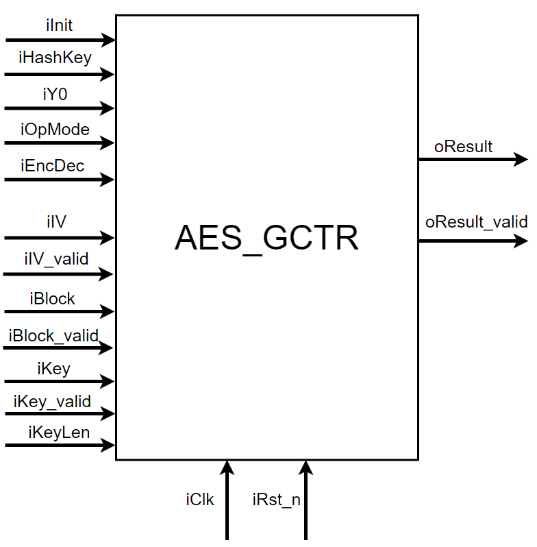 iInit
iHashKey
iY0
iOpMode
iEncDec
iIV
iIV_valid
iBlock
iBlock_valid
iKey
iKey_valid
iKeyLen
AES_GCTR
oResult
oResult_valid
iClk
iRst_n